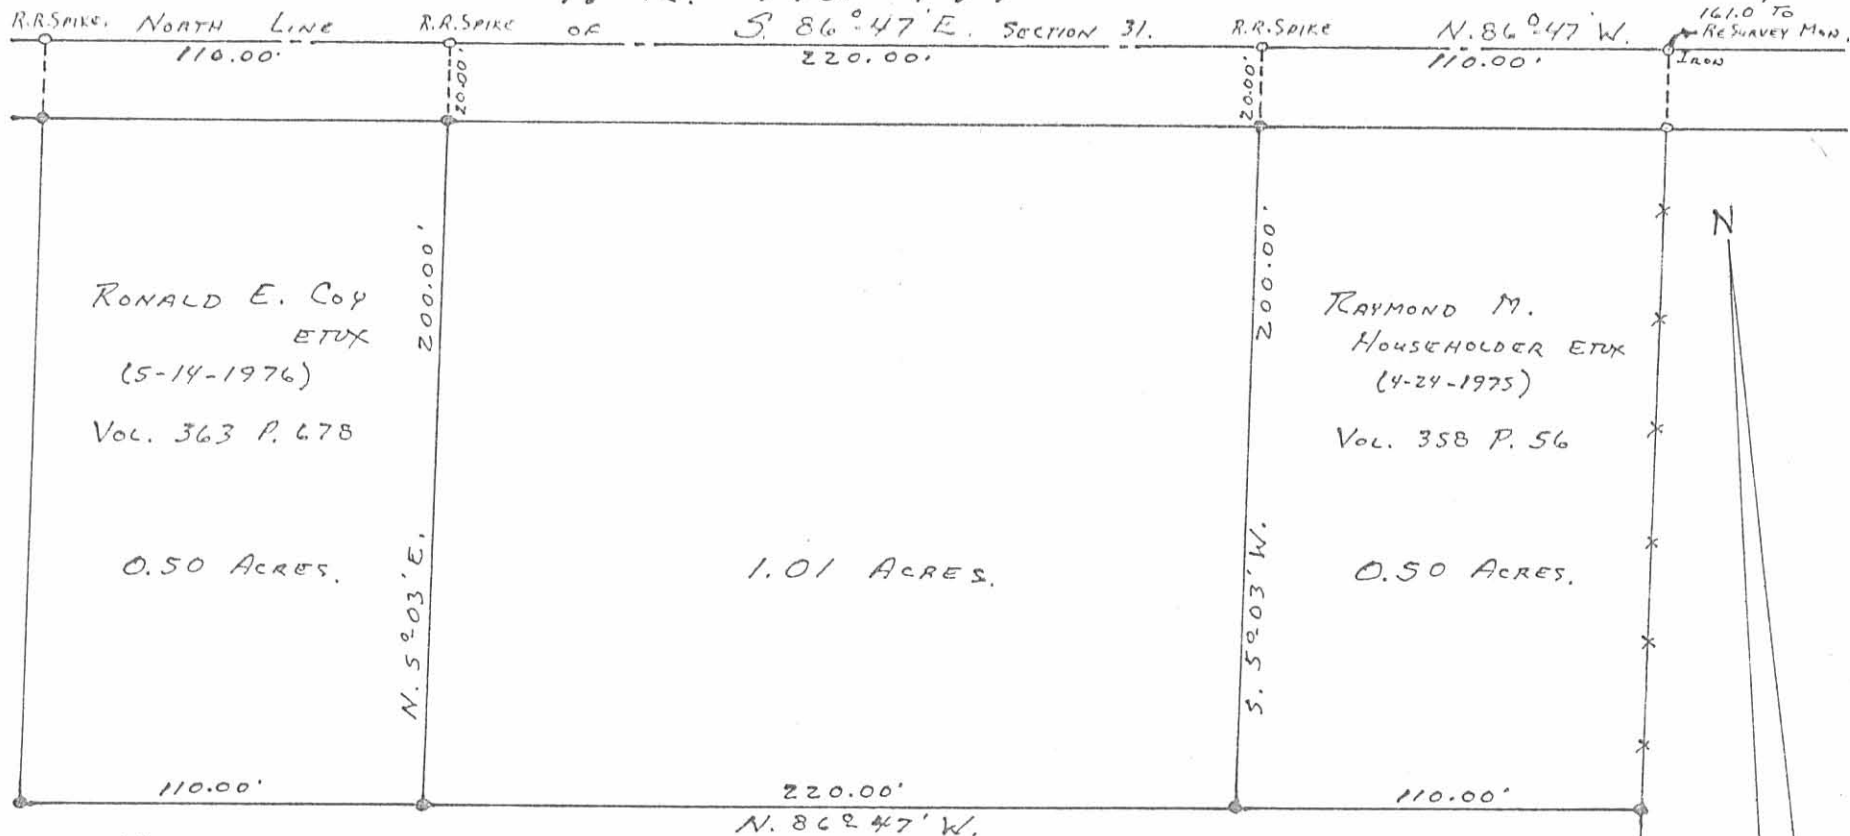 R.R.SPIKE. NORTH LINE R.R.SPIKE OF S. 86°-47' E. SECTION 31. R.R.SPIKE N. 86°-47' W. 161.0' TO
RESURVEY MON.
110.00' 220.00' 110.00' IRON
20.00' 20.00'
200.00'
200.00'
N
RONALD E. COY
ETUX
(5-14-1976)
VOL. 363 P. 678
0.50 ACRES.
N. 5°-03' E.
1.01 ACRES.
RAYMOND M.
HOUSEHOLDER ETUX
(4-24-1975)
VOL. 358 P. 56
0.50 ACRES.
S. 5°-03' W.
110.00' 220.00' 110.00'
N. 86°-47' W.